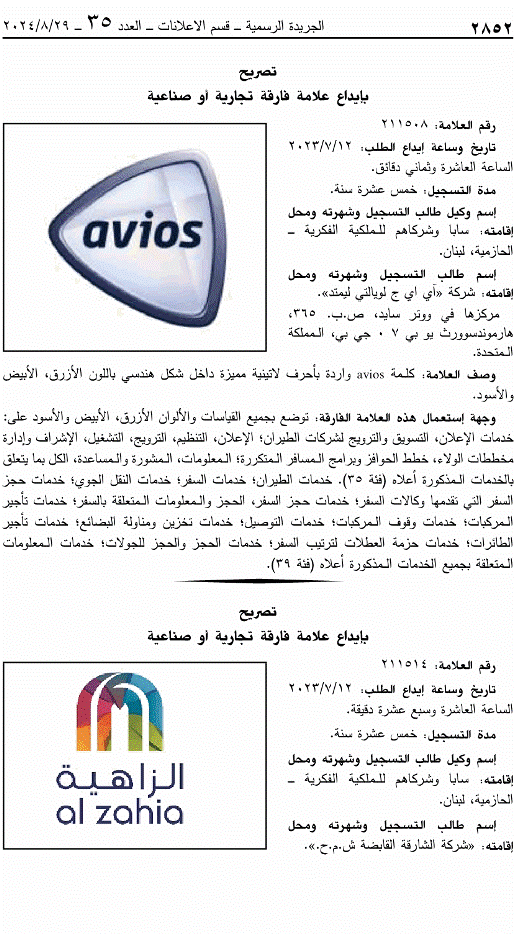 ٢٨٥٢
الجريدة الرسمية ــ قسم الاعلانات ــ العدد ٣٥ ــ ٢٠٢٤/٨/٢٩
تصريح
بإيداع علامة فارقة تجارية أو صناعية
رقم العلامة: ٢١١٥٠٨
تاريخ وساعة إيداع الطلب: ٢٠٢٣/٧/١٢
الساعة العاشرة وثماني دقائق.
مدة التسجيل: خمس عشرة سنة.
إسم وكيل طالب التسجيل وشهرته ومحل
إقامته: سابا وشركاهم للملكية الفكرية ــ
الحازمية، لبنان.
إسم طالب التسجيل وشهرته ومحل
إقامته: شركة «آي اي ج لويالتي ليمتد».
مركزها في ووتر سايد، ص.ب. ٣٦٥،
هارموندسوورث يو بي ٧ ٠ جي بي، المملكة
المتحدة.
avios
وصف العلامة: كلمة avios واردة بأحرف لاتينية مميزة داخل شكل هندسي باللون الأزرق، الأبيض
والأسود.
وجهة إستعمال هذه العلامة الفارقة: توضع بجميع القياسات والألوان الأزرق، الأبيض والأسود على:
خدمات الإعلان، التسويق والترويج لشركات الطيران؛ الإعلان، التنظيم، الترويج، التشغيل، الإشراف وإدارة
مخططات الولاء، خطط الحوافز وبرامج المسافر المتكررة؛ المعلومات، المشورة والمساعدة، الكل بما يتعلق
بالخدمات المذكورة أعلاه (فئة ٣٥). خدمات الطيران؛ خدمات السفر؛ خدمات النقل الجوي؛ خدمات حجز
السفر التي تقدمها وكالات السفر؛ خدمات حجز السفر، الحجز والمعلومات المتعلقة بالسفر؛ خدمات تأجير
المركبات؛ خدمات وقوف المركبات؛ خدمات التوصيل؛ خدمات تخزين ومناولة البضائع؛ خدمات تأجير
الطائرات؛ خدمات حزمة العطلات لترتيب السفر؛ خدمات الحجز والحجز للجولات؛ خدمات المعلومات
المتعلقة بجميع الخدمات المذكورة أعلاه (فئة ٣٩).
تصريح
بإيداع علامة فارقة تجارية أو صناعية
رقم العلامة: ٢١١٥١٤
تاريخ وساعة إيداع الطلب: ٢٠٢٣/٧/١٢
الساعة العاشرة وسبع عشرة دقيقة.
مدة التسجيل: خمس عشرة سنة.
إسم وكيل طالب التسجيل وشهرته ومحل
إقامته: سابا وشركاهم للملكية الفكرية ــ
الحازمية، لبنان.
إسم طالب التسجيل وشهرته ومحل
إقامته: «شركة الشارقة القابضة ش.م.ح.».
الزاهية
al zahia